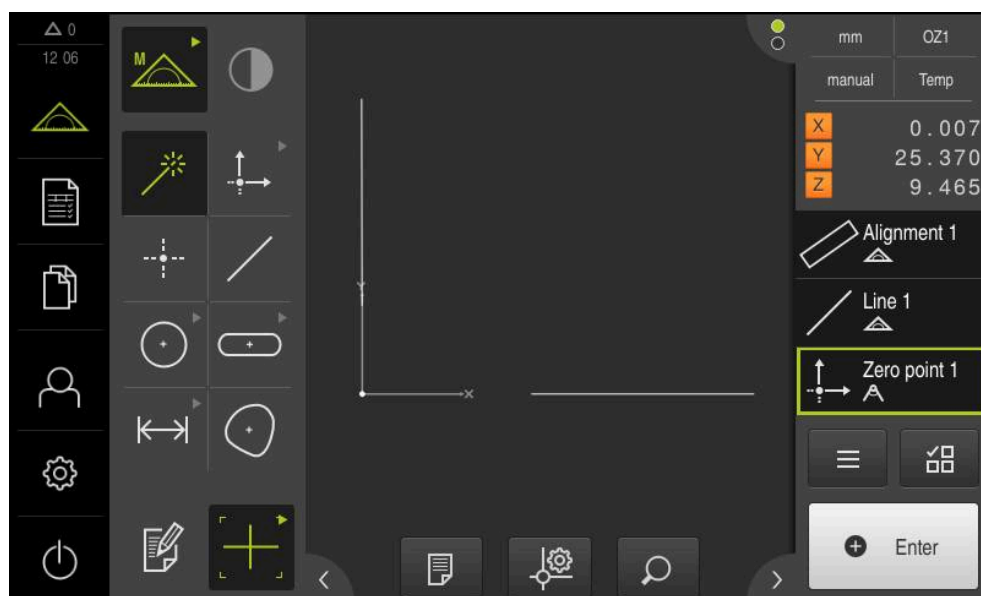 0
12 06
M
mm
OZ1
manual
Temp
X 0.007
Y 25.370
Z 9.465
Alignment 1
Line 1
Zero point 1
Y
X
Enter